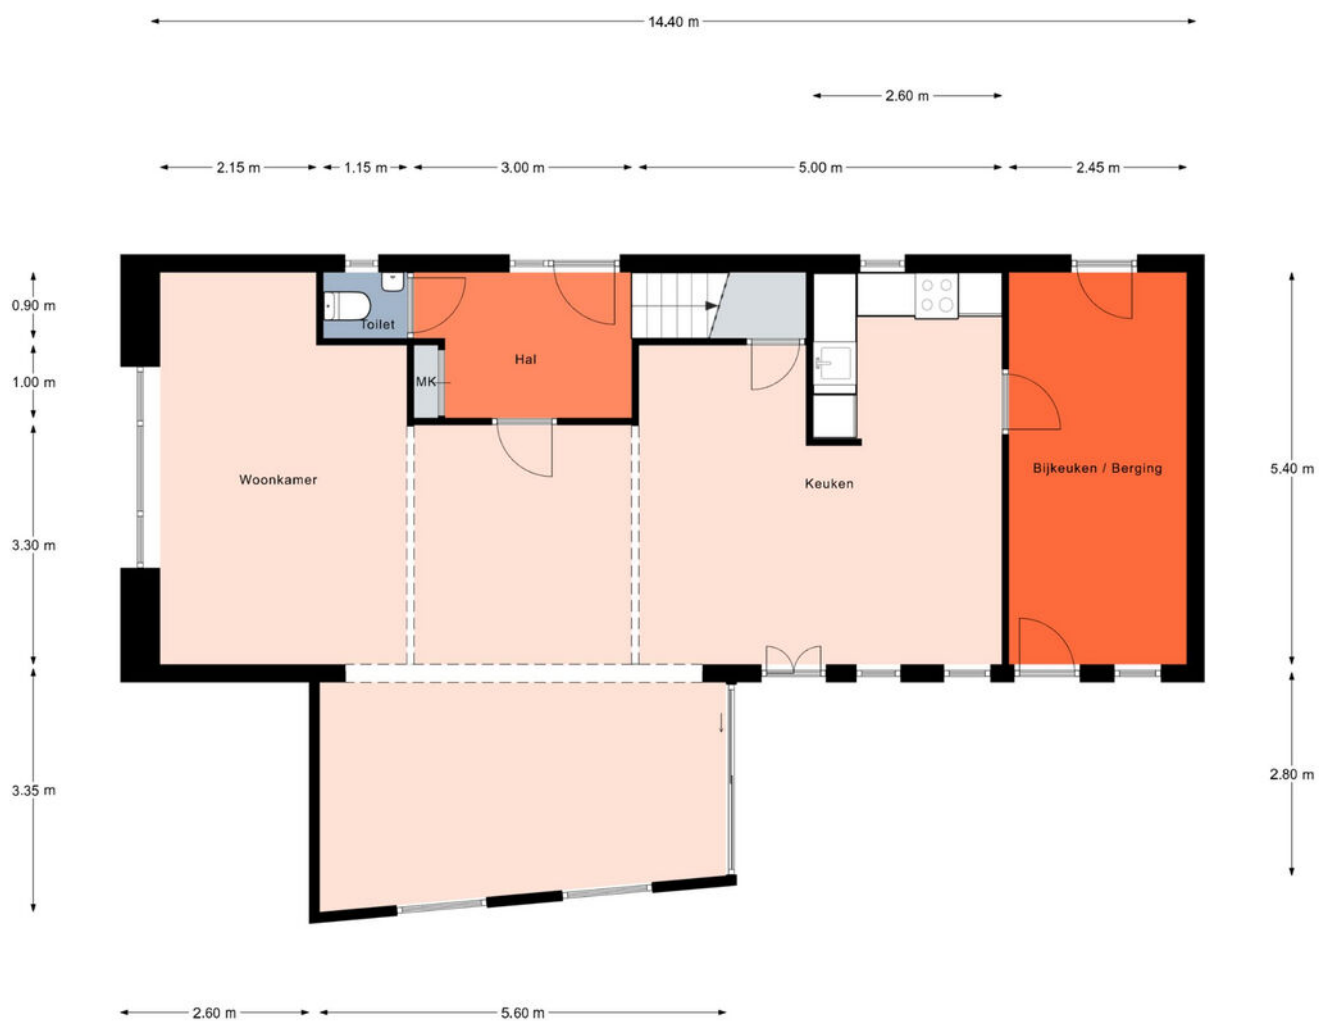 14.40 m
2.60 m
2.15 m
1.15 m
3.00 m
5.00 m
2.45 m
0.90 m
Toilet
Hal
1.00 m
MK
Woonkamer
Keuken
Bijkeuken / Berging
5.40 m
3.30 m
3.35 m
2.80 m
2.60 m
5.60 m